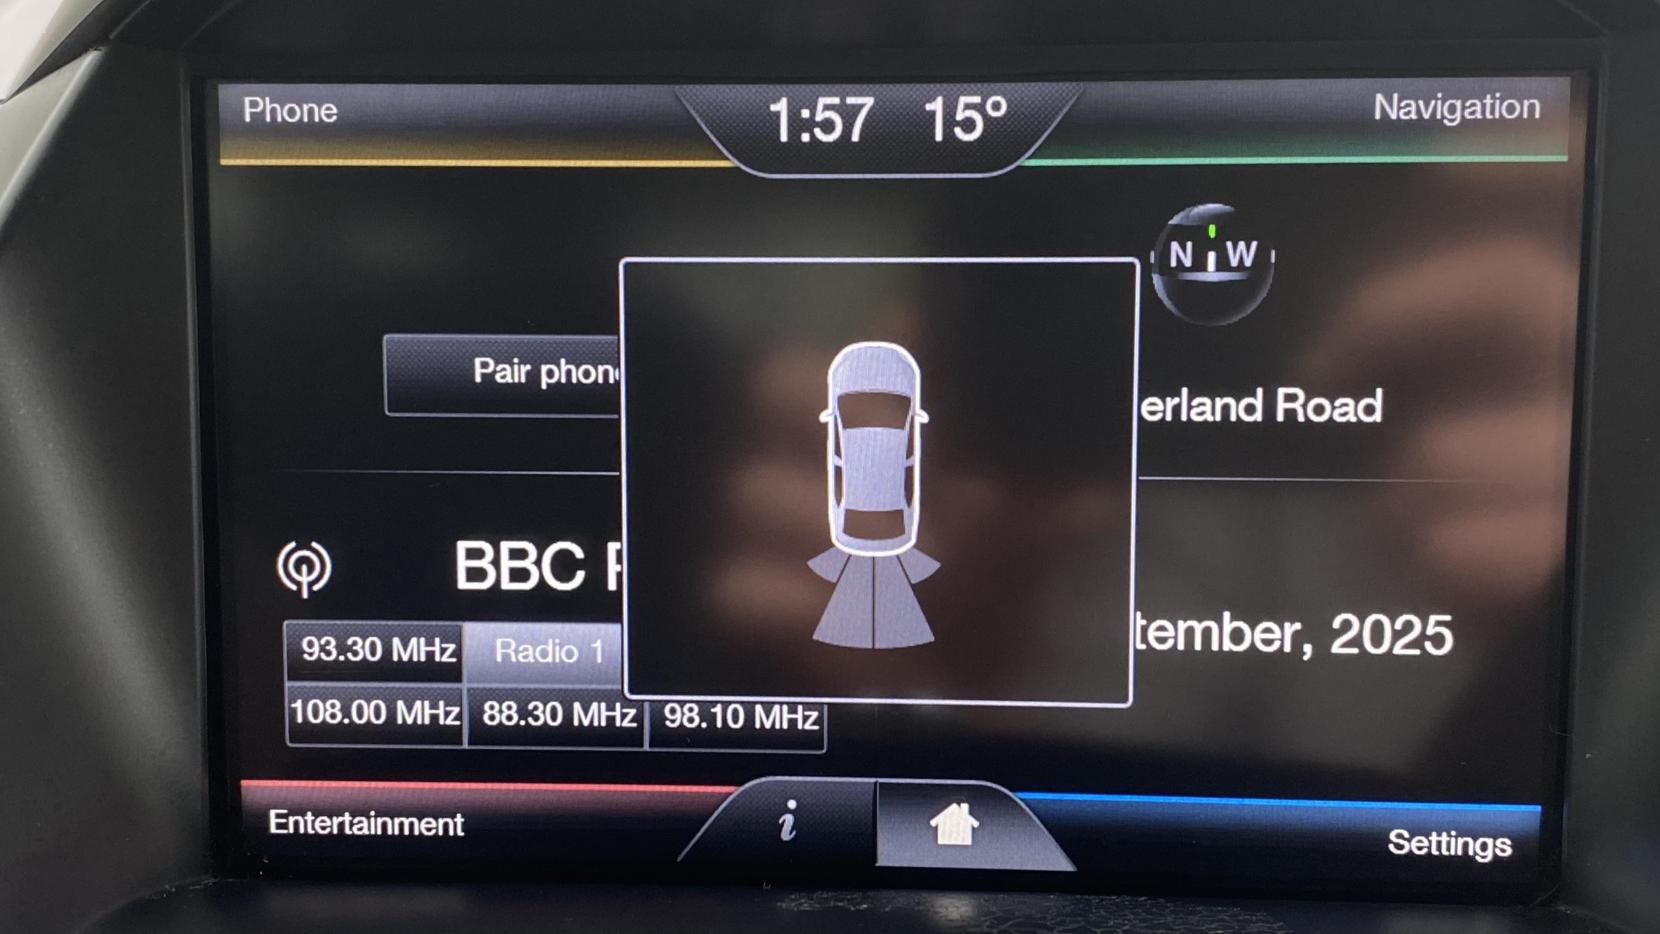 Phone
1:57 15°
Navigation
N W
Pair phon
erland Road
BBC
tember, 2025
93.30 MHz Radio 1
108.00 MHz 88.30 MHz 98.10 MHz
Entertainment
i
Settings